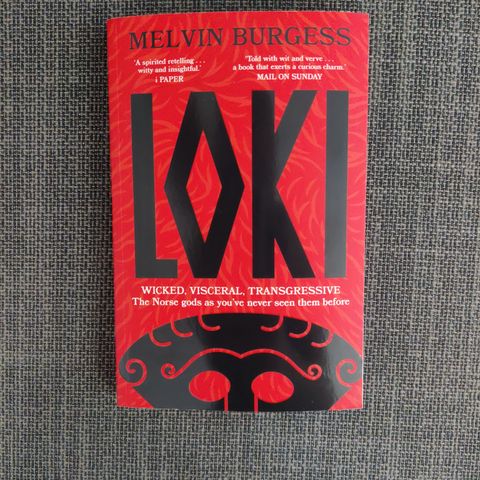 MELVIN BURGESS
'A spirited retelling . . .
witty and insightful.'
i PAPER
'Told with wit and verve . . .
a book that exerts a curious charm.'
MAIL ON SUNDAY
LOKI
WICKED, VISCERAL, TRANSGRESSIVE
The Norse gods as you've never seen them before